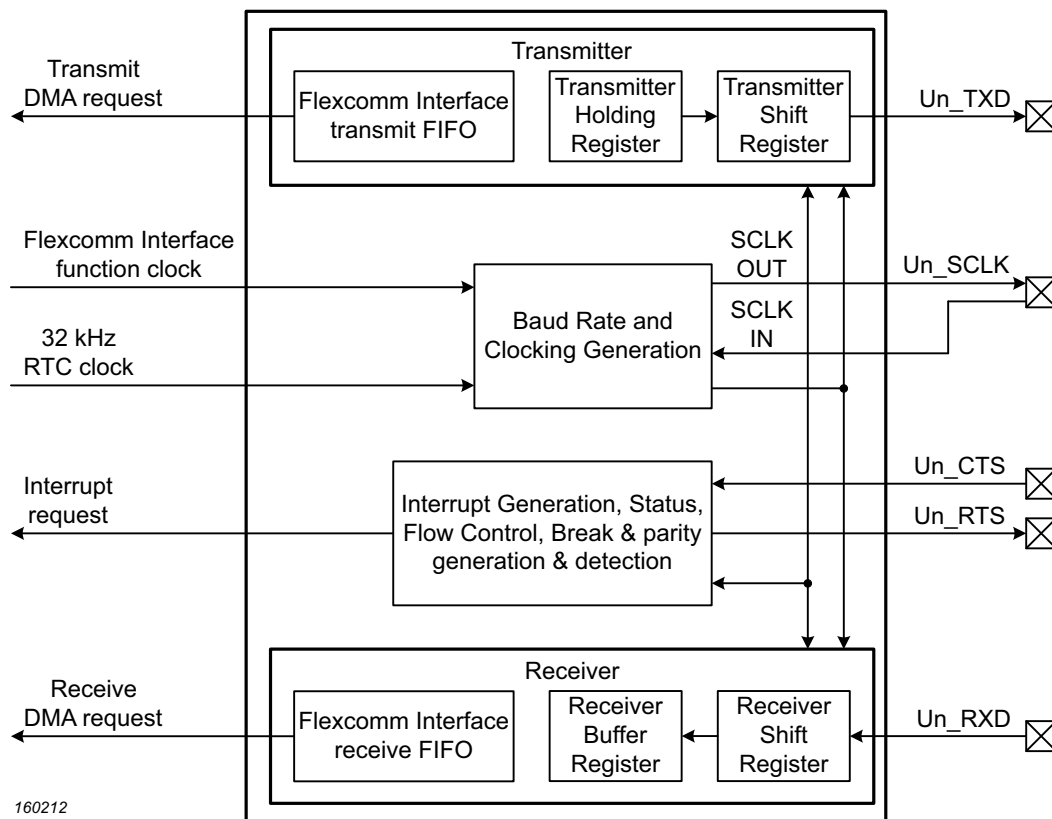 Transmitter
Transmit
DMA request
Flexcomm Interface
transmit FIFO
Transmitter
Holding
Register
Transmitter
Shift
Register
Un_TXD
Flexcomm Interface
function clock
32 kHz
RTC clock
Baud Rate and
Clocking Generation
SCLK
OUT
SCLK
IN
Un_SCLK
Interrupt
request
Interrupt Generation, Status,
Flow Control, Break & parity
generation & detection
Un_CTS
Un_RTS
Receiver
Receive
DMA request
Flexcomm Interface
receive FIFO
Receiver
Buffer
Register
Receiver
Shift
Register
Un_RXD
160212